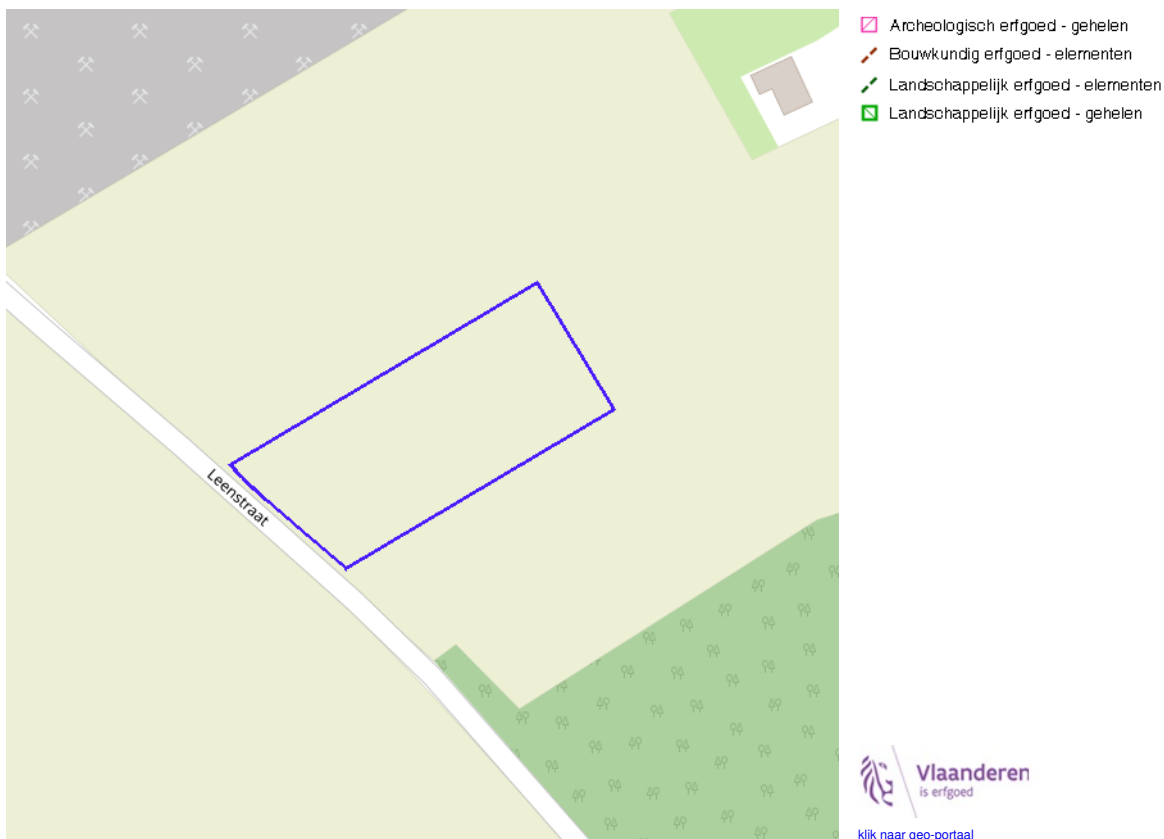 Archeologisch erfgoed - gehelen
Bouwkundig erfgoed - elementen
Landschappelijk erfgoed - elementen
Landschappelijk erfgoed - gehelen
Leenstraat
Vlaanderen
is erfgoed
klik naar geo-portaal